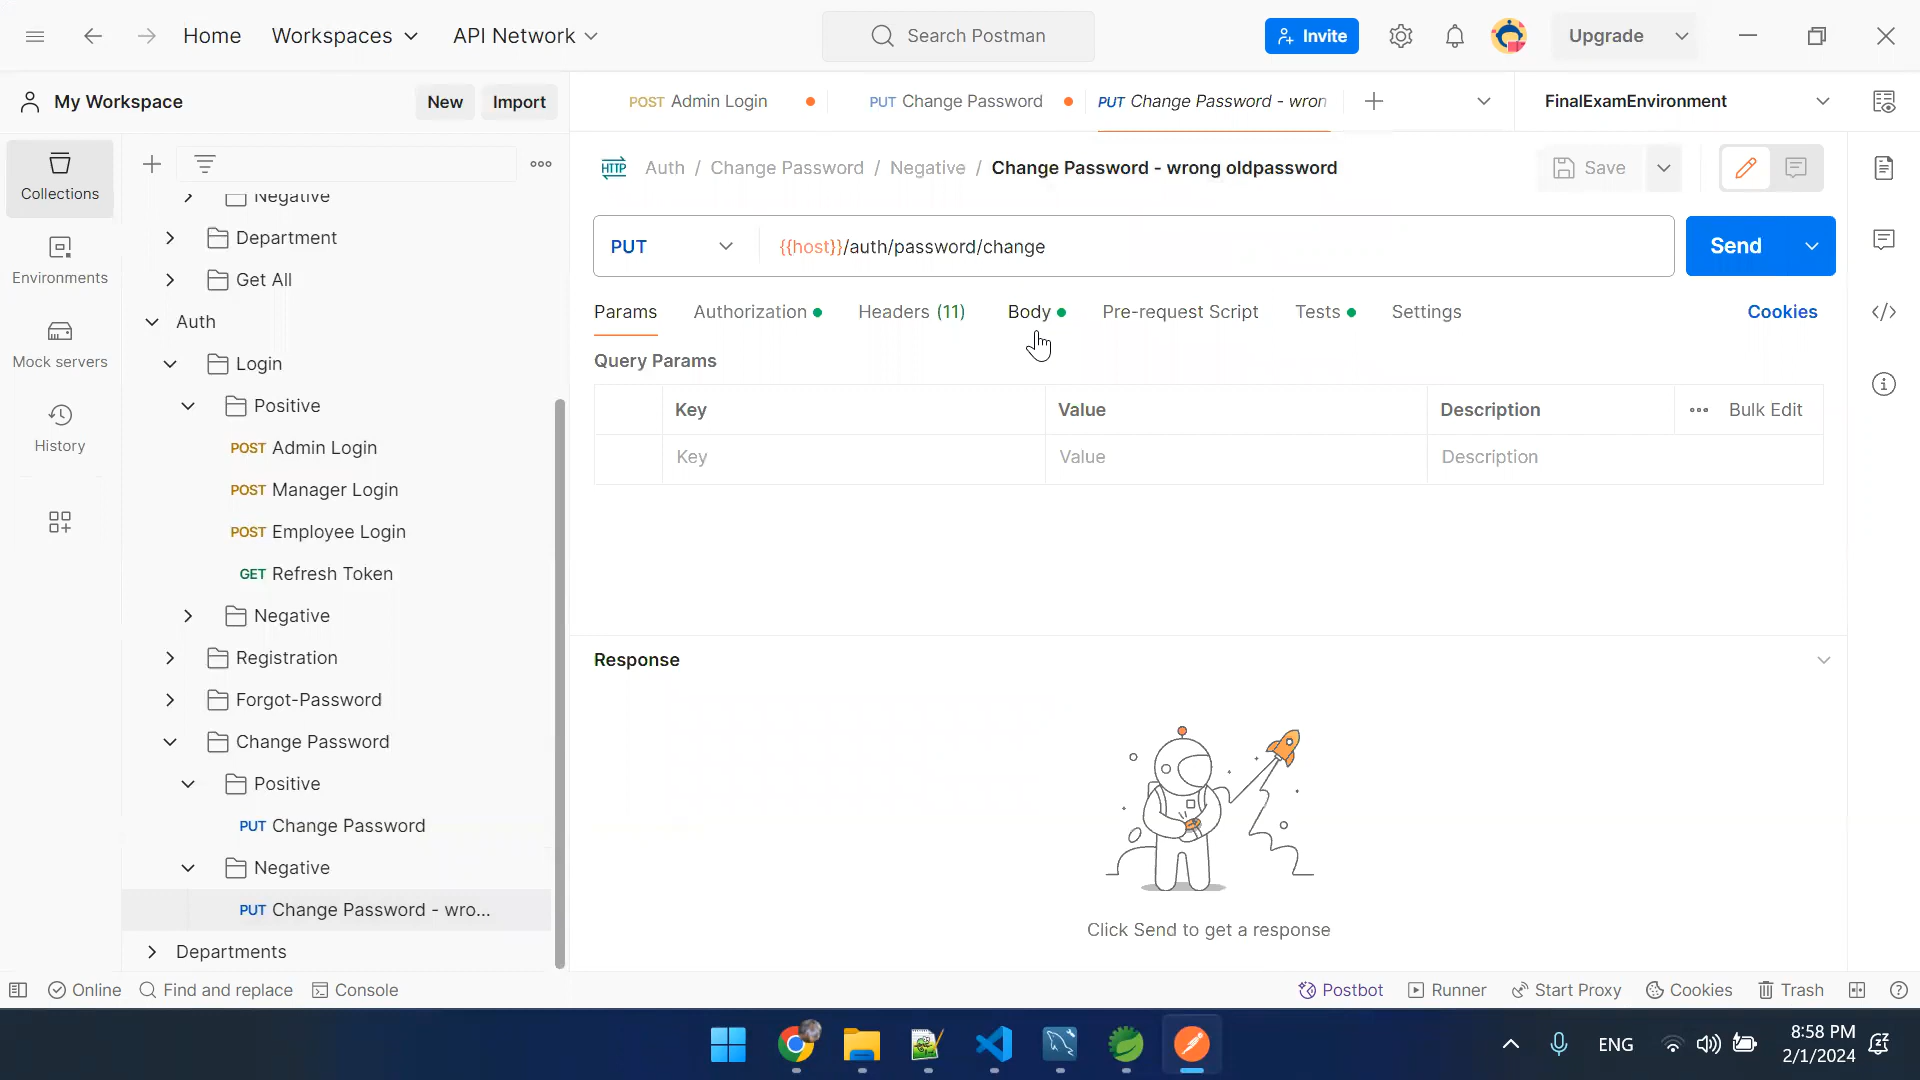 Home
Workspaces
API Network
Search Postman
Invite
Upgrade
My Workspace
New
Import
POST Admin Login
PUT Change Password
PUT Change Password - wron
FinalExamEnvironment
Collections
Environments
Mock servers
History
Negative
Department
Get All
Auth
Login
Positive
POST Admin Login
POST Manager Login
POST Employee Login
GET Refresh Token
Negative
Registration
Forgot-Password
Change Password
Positive
PUT Change Password
Negative
PUT Change Password - wro...
Departments
HTTP
Auth / Change Password / Negative / Change Password - wrong oldpassword
Save
PUT
{{host}}/auth/password/change
Send
Params
Authorization
Headers (11)
Body
Pre-request Script
Tests
Settings
Cookies
Query Params
Key
Value
Description
Bulk Edit
Key
Value
Description
Response
Click Send to get a response
Online
Find and replace
Console
Postbot
Runner
Start Proxy
Cookies
Trash
ENG
8:58 PM
2/1/2024